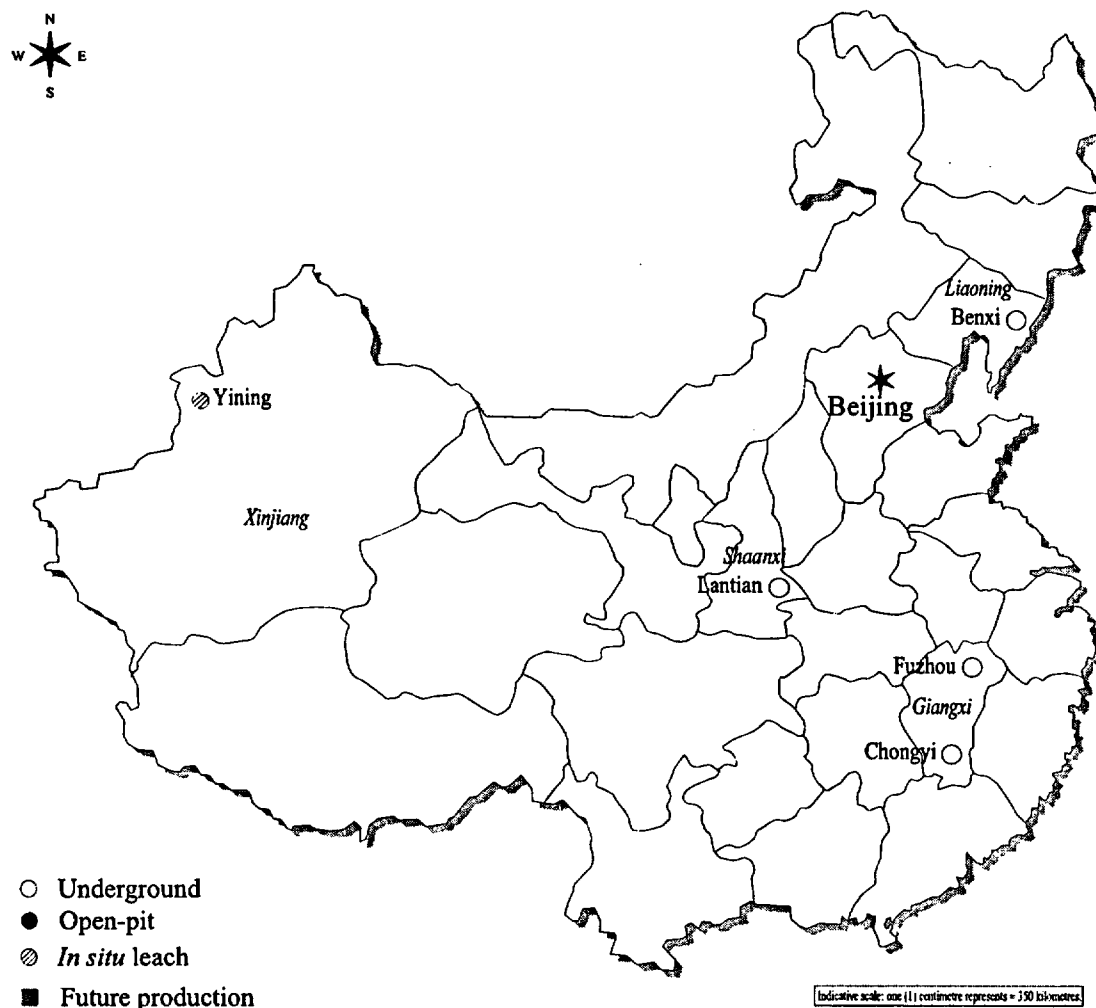 N
W E
S
Liaoning
Benxi
Yining
Beijing
Xinjiang
Shaanxi
Lantian
Fuzhou
Giangxi
Chongyi
Underground
Open-pit
In situ leach
Future production
Indicative scale: one (1) centimetre represents ≈ 350 kilometres.